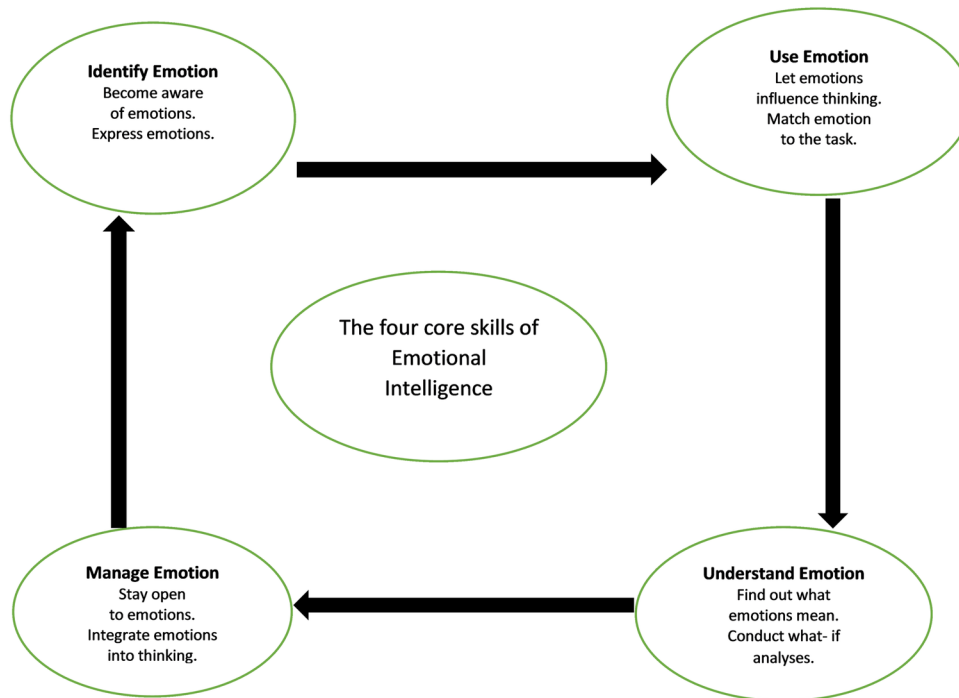 Identify Emotion
Become aware
of emotions.
Express emotions.
Use Emotion
Let emotions
influence thinking.
Match emotion
to the task.
The four core skills of
Emotional
Intelligence
Manage Emotion
Stay open
to emotions.
Integrate emotions
into thinking.
Understand Emotion
Find out what
emotions mean.
Conduct what- if
analyses.